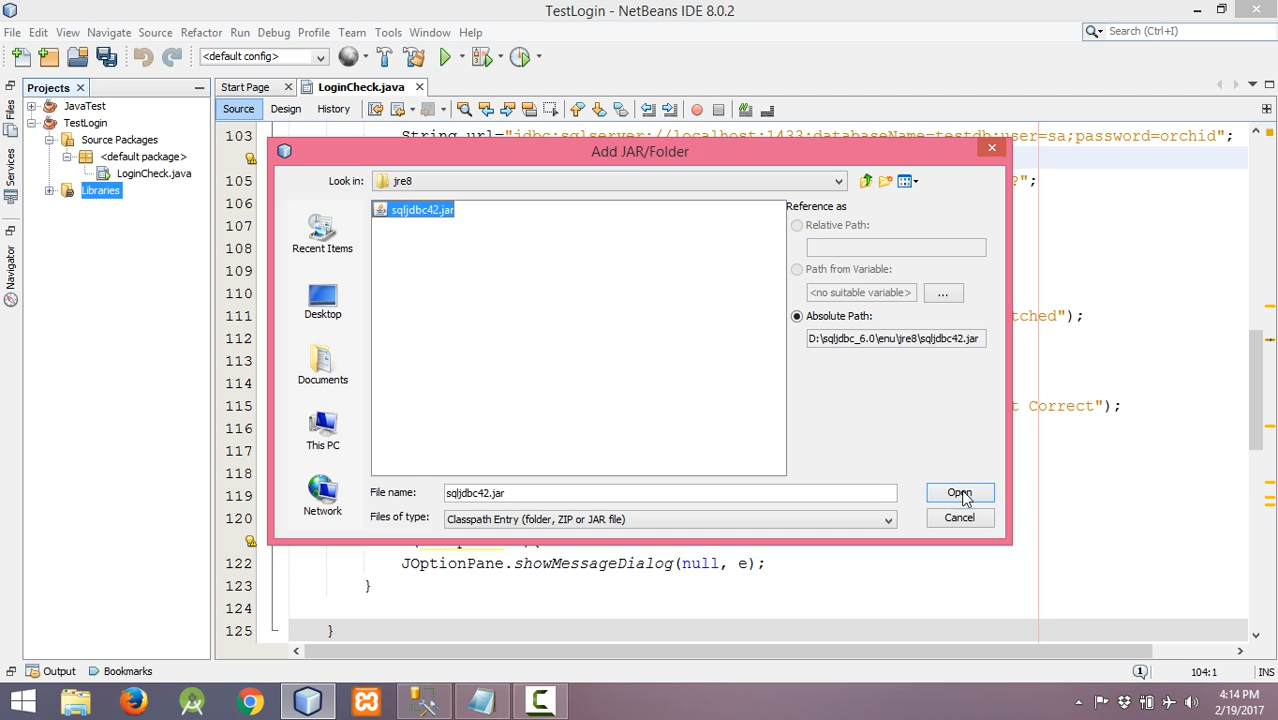 TestLogin - NetBeans IDE 8.0.2
File Edit View Navigate Source Refactor Run Debug Profile Team Tools Window Help
Search (Ctrl+I)
<default config>
Projects
Start Page
LoginCheck.java
Source
Design
History
Files
Services
Navigator
JavaTest
TestLogin
Source Packages
<default package>
LoginCheck.java
Libraries
103 String url="jdbc:sqlserver://localhost:1433;databaseName=testdb;user=sa;password=orchid";
105 ?";
106
107
108
109
110
111 tched");
112
113
114
115 t Correct");
116
117
118
119
120
122 JOptionPane.showMessageDialog(null, e);
123 }
124
125 }
Add JAR/Folder
Look in:
jre8
Recent Items
Desktop
Documents
This PC
Network
sqljdbc42.jar
Reference as
Relative Path:
Path from Variable:
<no suitable variable>
...
Absolute Path:
D:\sqljdbc_6.0\enu\jre8\sqljdbc42.jar
File name:
sqljdbc42.jar
Open
Files of type:
Classpath Entry (folder, ZIP or JAR file)
Cancel
Output
Bookmarks
1
104:1
INS
4:14 PM
2/19/2017